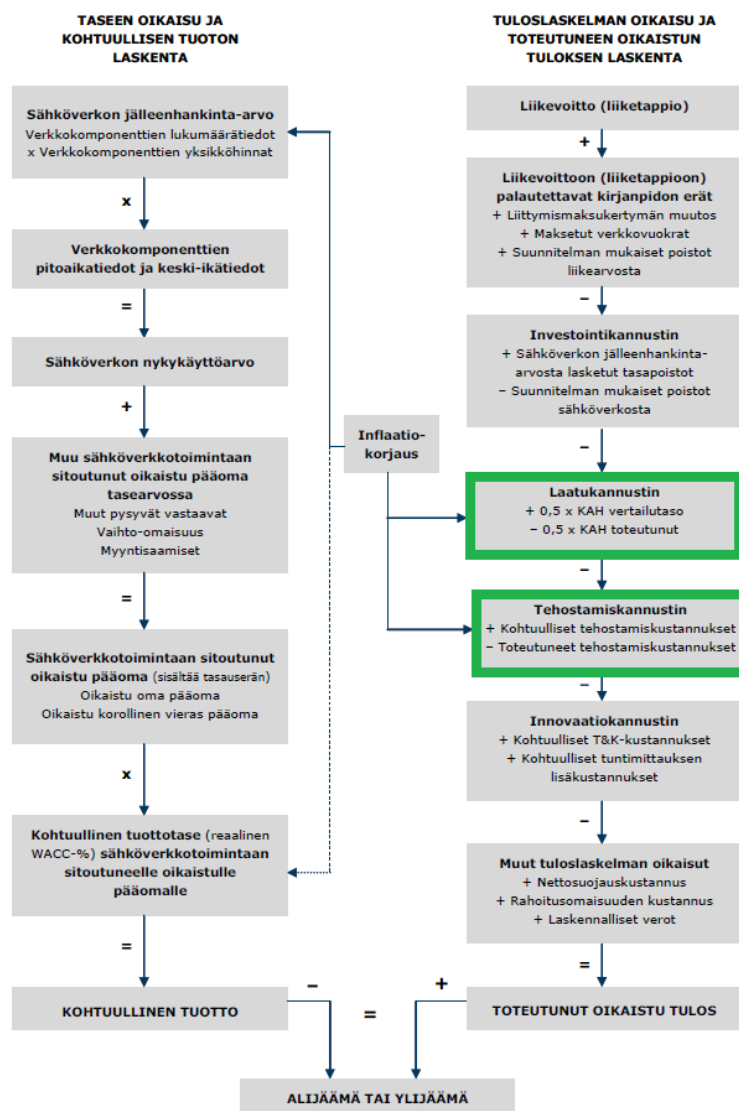 TASEEN OIKAISU JA
KOHTUULLISEN TUOTON
LASKENTA
Sähköverkon jälleenhankinta-arvo
Verkkokomponenttien lukumäärätiedot
x Verkkokomponenttien yksikköhinnat
x
Verkkokomponenttien
pitoaikatiedot ja keski-ikätiedot
=
Sähköverkon nykykäyttöarvo
+
Muu sähköverkkotoimintaan
sitoutunut oikaistu pääoma
tasearvossa
Muut pysyvät vastaavat
Vaihto-omaisuus
Myyntisaamiset
=
Sähköverkkotoimintaan sitoutunut
oikaistu pääoma (sisältää tasauserän)
Oikaistu oma pääoma
Oikaistu korollinen vieras pääoma
x
Kohtuullinen tuottotase (reaalinen
WACC-%) sähköverkkotoimintaan
sitoutuneelle oikaistulle
pääomalle
=
KOHTUULLINEN TUOTTO
Inflaatio-
korjaus
TULOSLASKELMAN OIKAISU JA
TOTEUTUNEEN OIKAISTUN
TULOKSEN LASKENTA
Liikevoitto (liiketappio)
+
Liikevoittoon (liiketappioon)
palautettavat kirjanpidon erät
+ Liittymismaksukertymän muutos
+ Maksetut verkkovuokrat
+ Suunnitelman mukaiset poistot
liikearvosta
–
Investointikannustin
+ Sähköverkon jälleenhankinta-
arvosta lasketut tasapoistot
– Suunnitelman mukaiset poistot
sähköverkosta
–
Laatukannustin
+ 0,5 x KAH vertailutaso
– 0,5 x KAH toteutunut
–
Tehostamiskannustin
+ Kohtuulliset tehostamiskustannukset
– Toteutuneet tehostamiskustannukset
–
Innovaatiokannustin
+ Kohtuulliset T&K-kustannukset
+ Kohtuulliset tuntimittauksen
lisäkustannukset
–
Muut tuloslaskelman oikaisut
+ Nettosuojauskustannus
+ Rahoitusomaisuuden kustannus
+ Laskennalliset verot
=
TOTEUTUNUT OIKAISTU TULOS
– = +
ALIJÄÄMÄ TAI YLIJÄÄMÄ